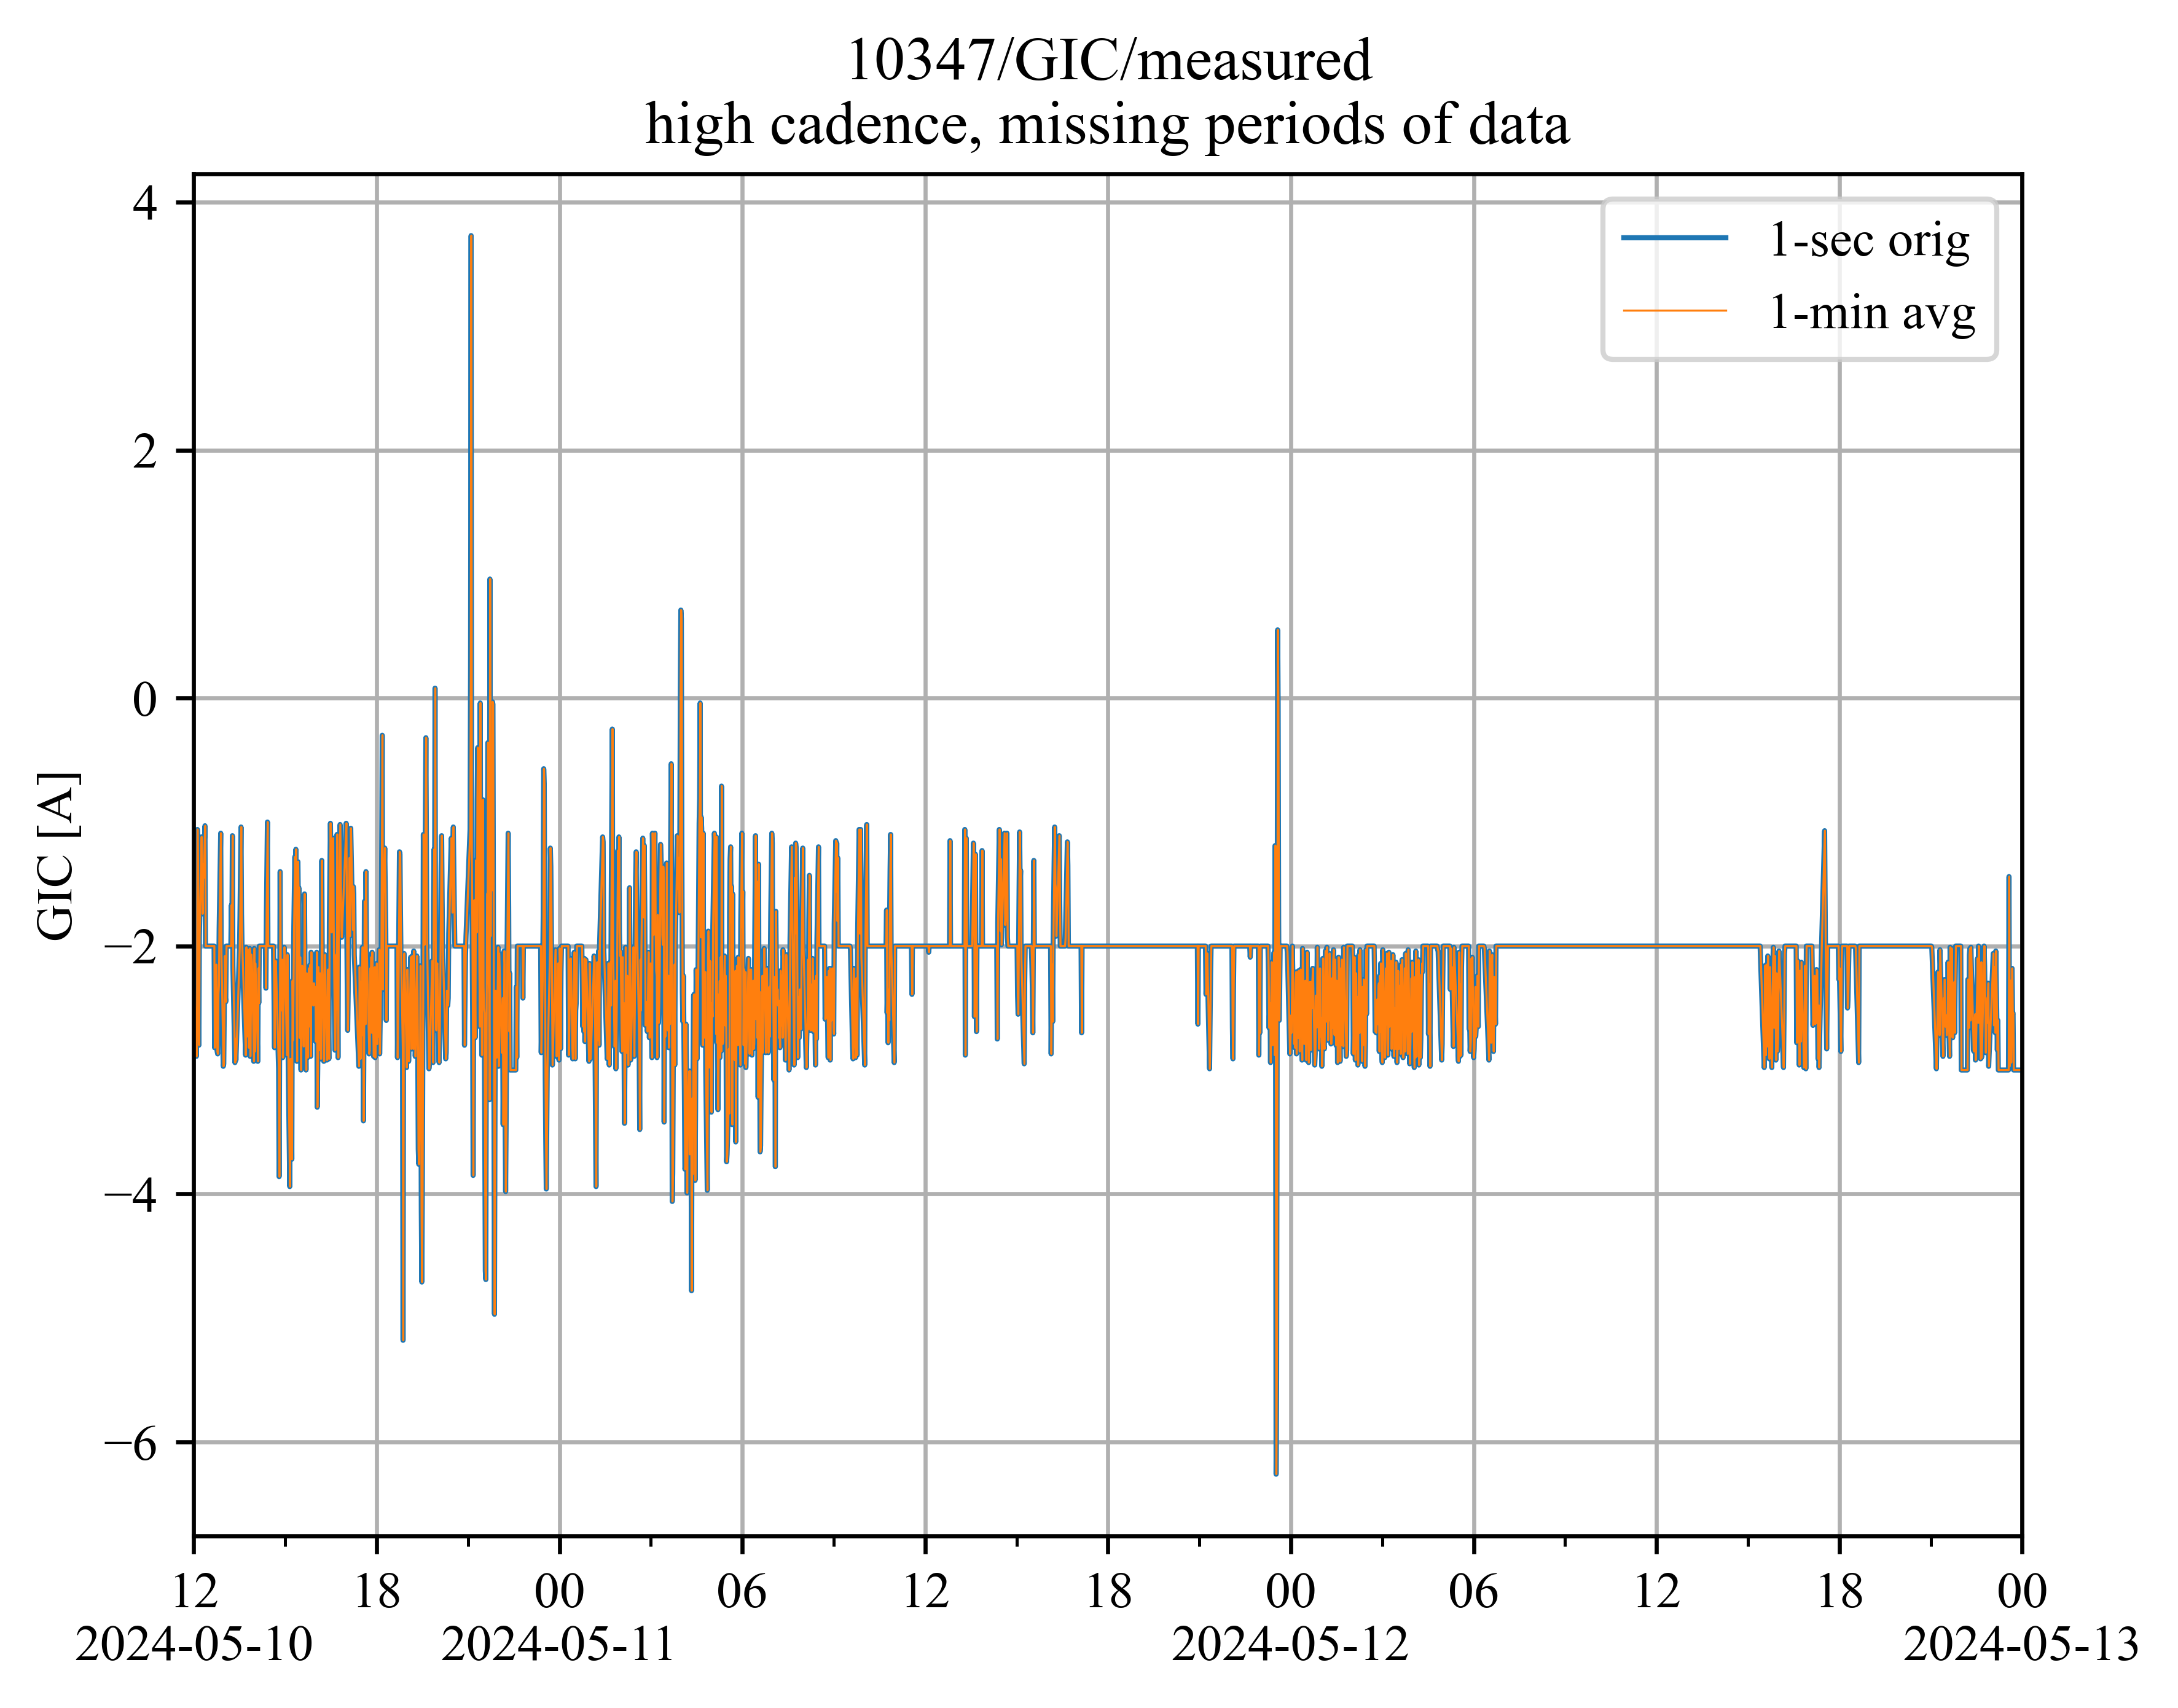 10347/GIC/measured
high cadence, missing periods of data
1-sec orig
1-min avg
GIC [A]
4
2
0
−2
−4
−6
12 18 00 06 12 18 00 06 12 18 00
2024-05-10 2024-05-11 2024-05-12 2024-05-13